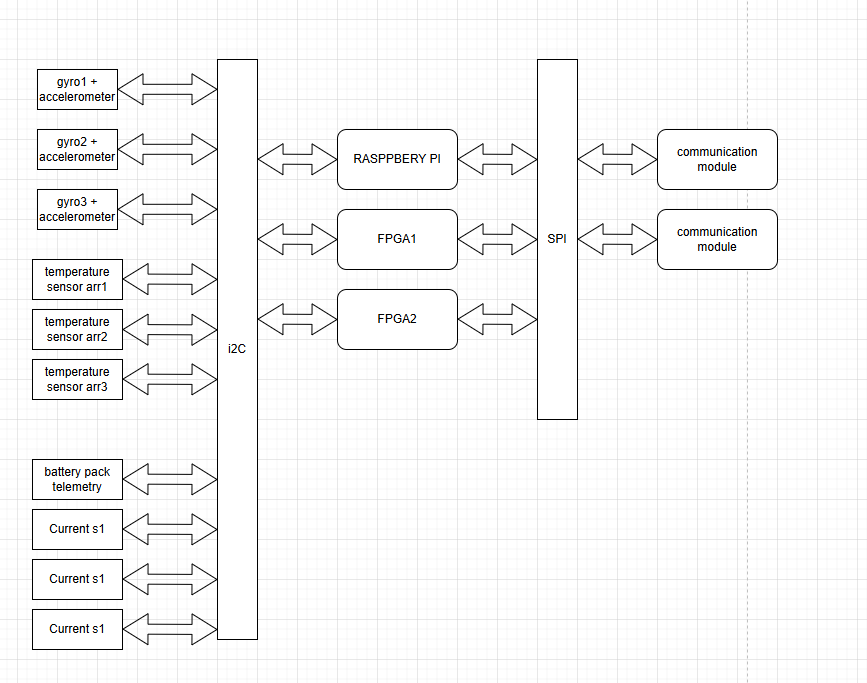 gyro1 +
accelerometer
gyro2 +
accelerometer
gyro3 +
accelerometer
temperature
sensor arr1
temperature
sensor arr2
temperature
sensor arr3
battery pack
telemetry
Current s1
Current s1
Current s1
i2C
RASPPBERY PI
FPGA1
FPGA2
SPI
communication
module
communication
module